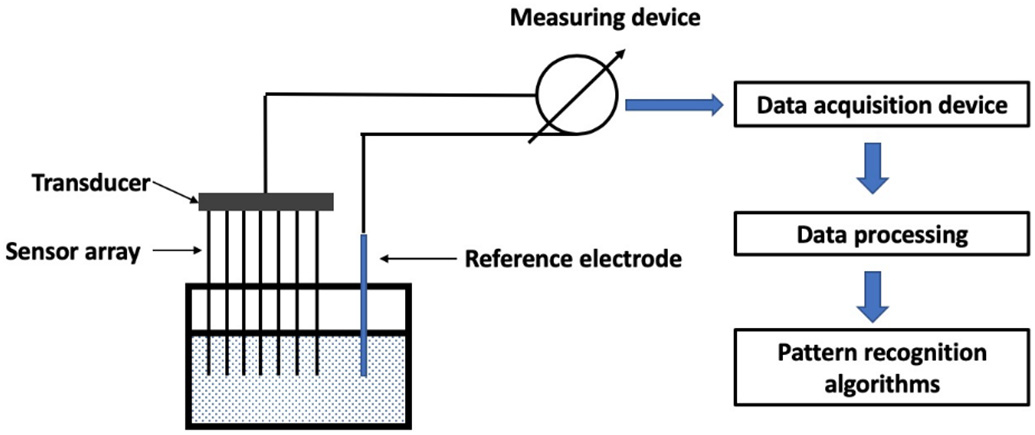 Measuring device
Data acquisition device
Transducer
Sensor array
Reference electrode
Data processing
Pattern recognition
algorithms